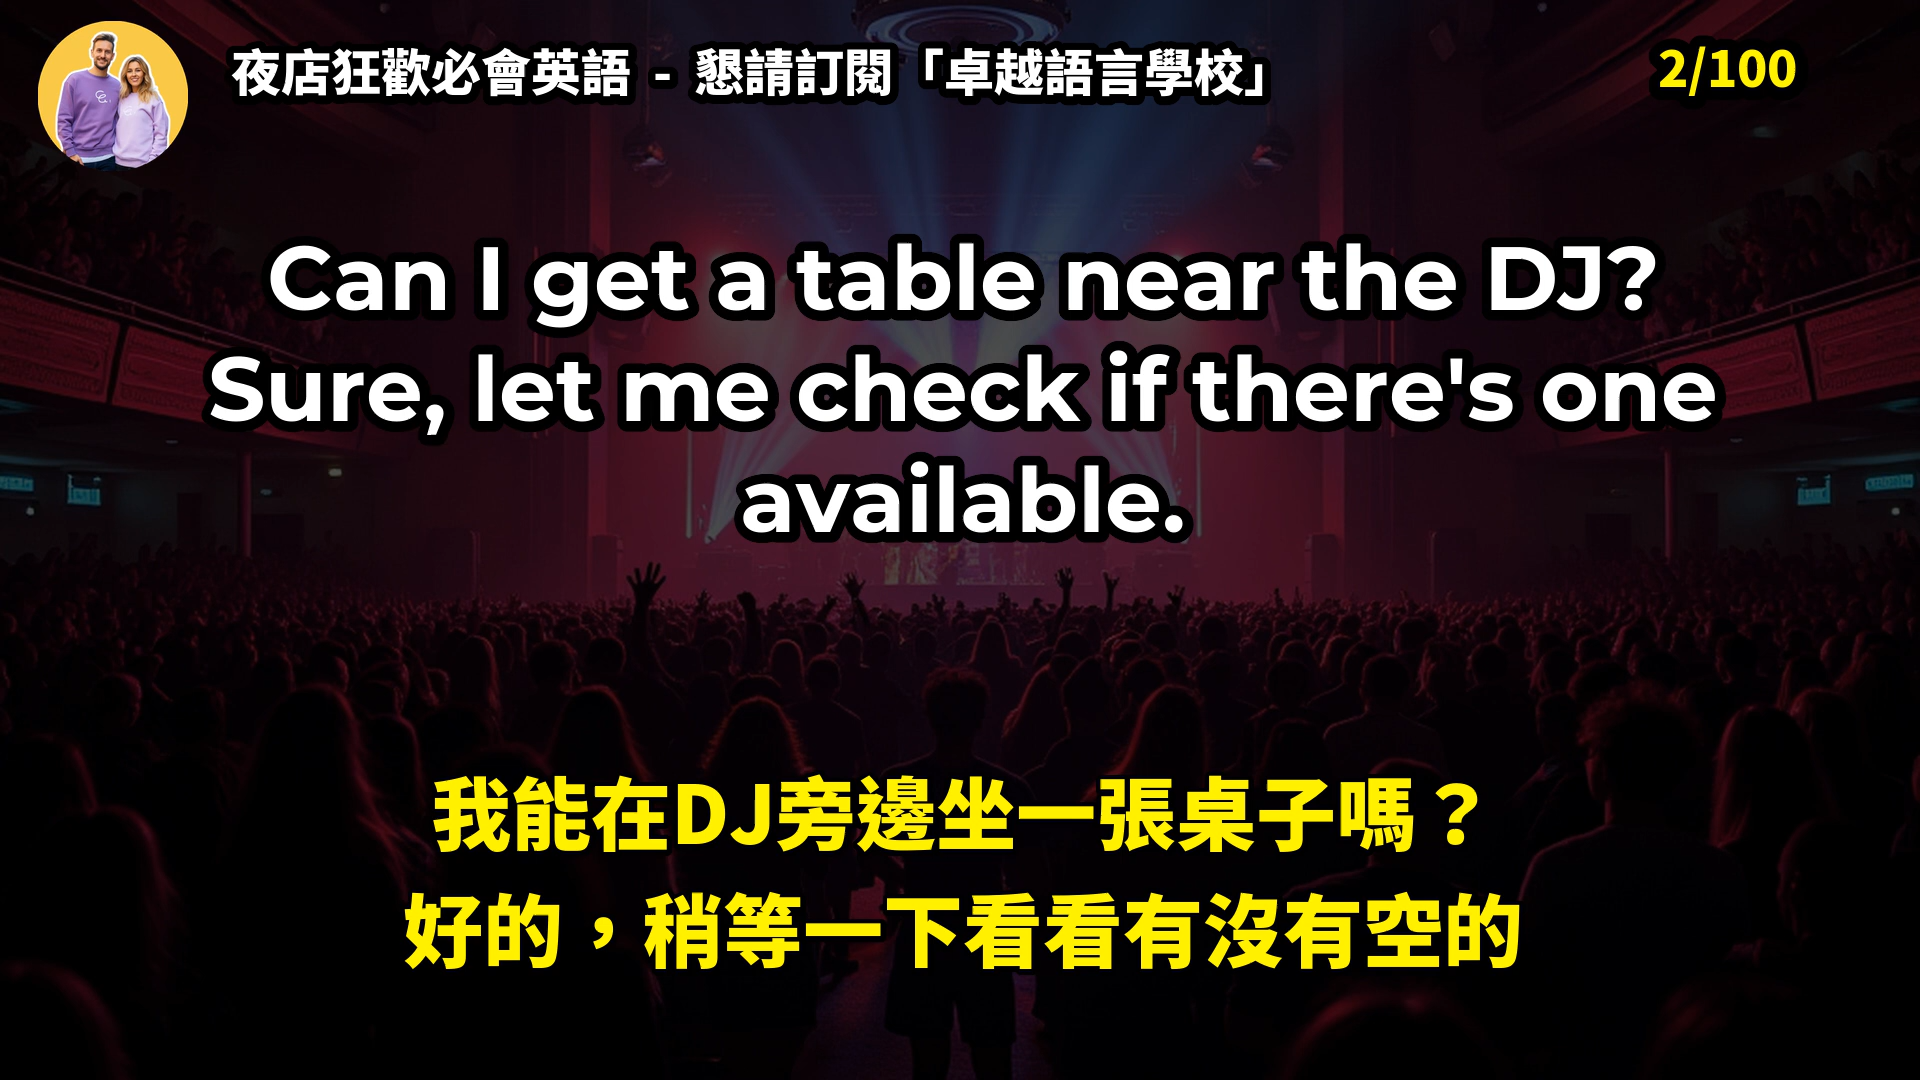 夜店狂歡必會英語 - 懇請訂閱「卓越語言學校」
2/100
Can I get a table near the DJ?
Sure, let me check if there's one
available.
我能在DJ旁邊坐一張桌子嗎？
好的，稍等一下看看有沒有空的